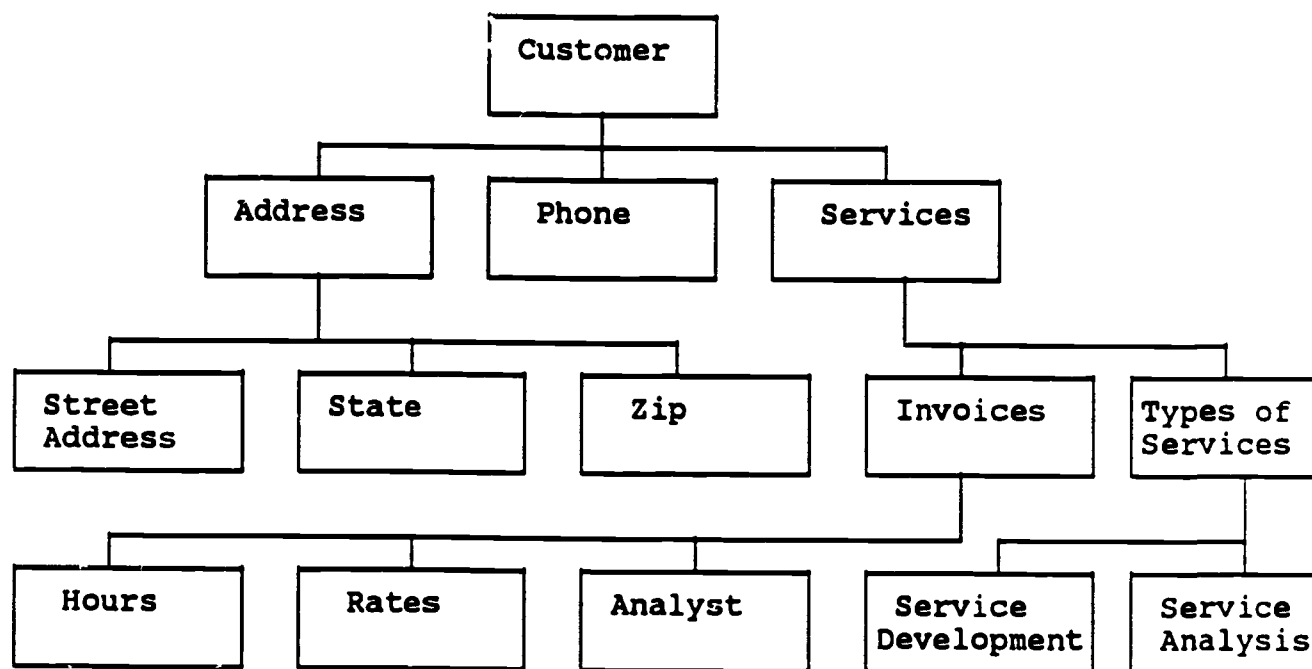 Customer
Address
Phone
Services
Street
Address
State
Zip
Invoices
Types of
Services
Hours
Rates
Analyst
Service
Development
Service
Analysis